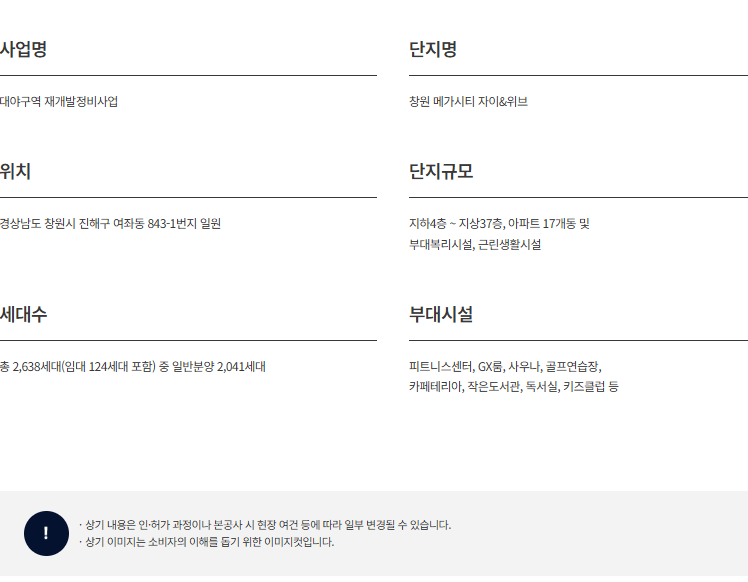 사업명
대야구역 재개발정비사업
단지명
창원 메가시티 자이&위브
위치
경상남도 창원시 진해구 여좌동 843-1번지 일원
단지규모
지하4층 ~ 지상37층, 아파트 17개동 및
부대복리시설, 근린생활시설
세대수
총 2,638세대(임대 124세대 포함) 중 일반분양 2,041세대
부대시설
피트니스센터, GX룸, 사우나, 골프연습장,
카페테리아, 작은도서관, 독서실, 키즈클럽 등
!
· 상기 내용은 인·허가 과정이나 본공사 시 현장 여건 등에 따라 일부 변경될 수 있습니다.
· 상기 이미지는 소비자의 이해를 돕기 위한 이미지컷입니다.